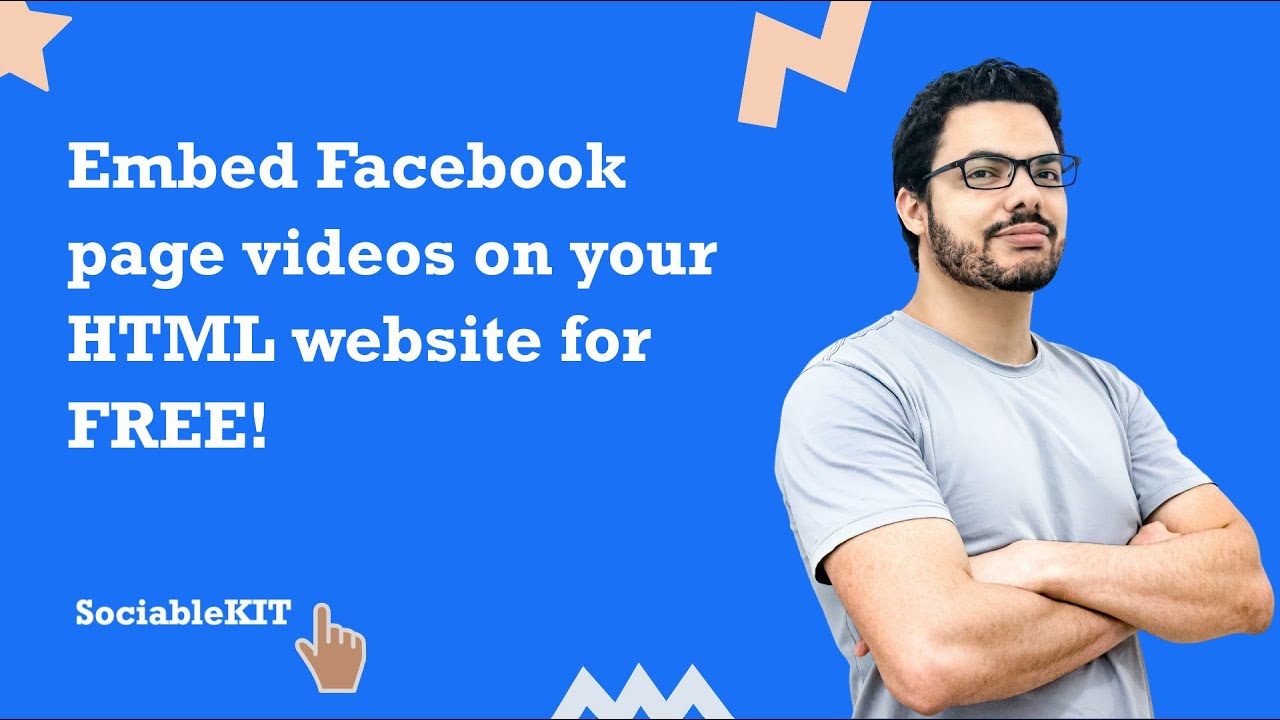 Embed Facebook
page videos on your
HTML website for
FREE!
SociableKIT